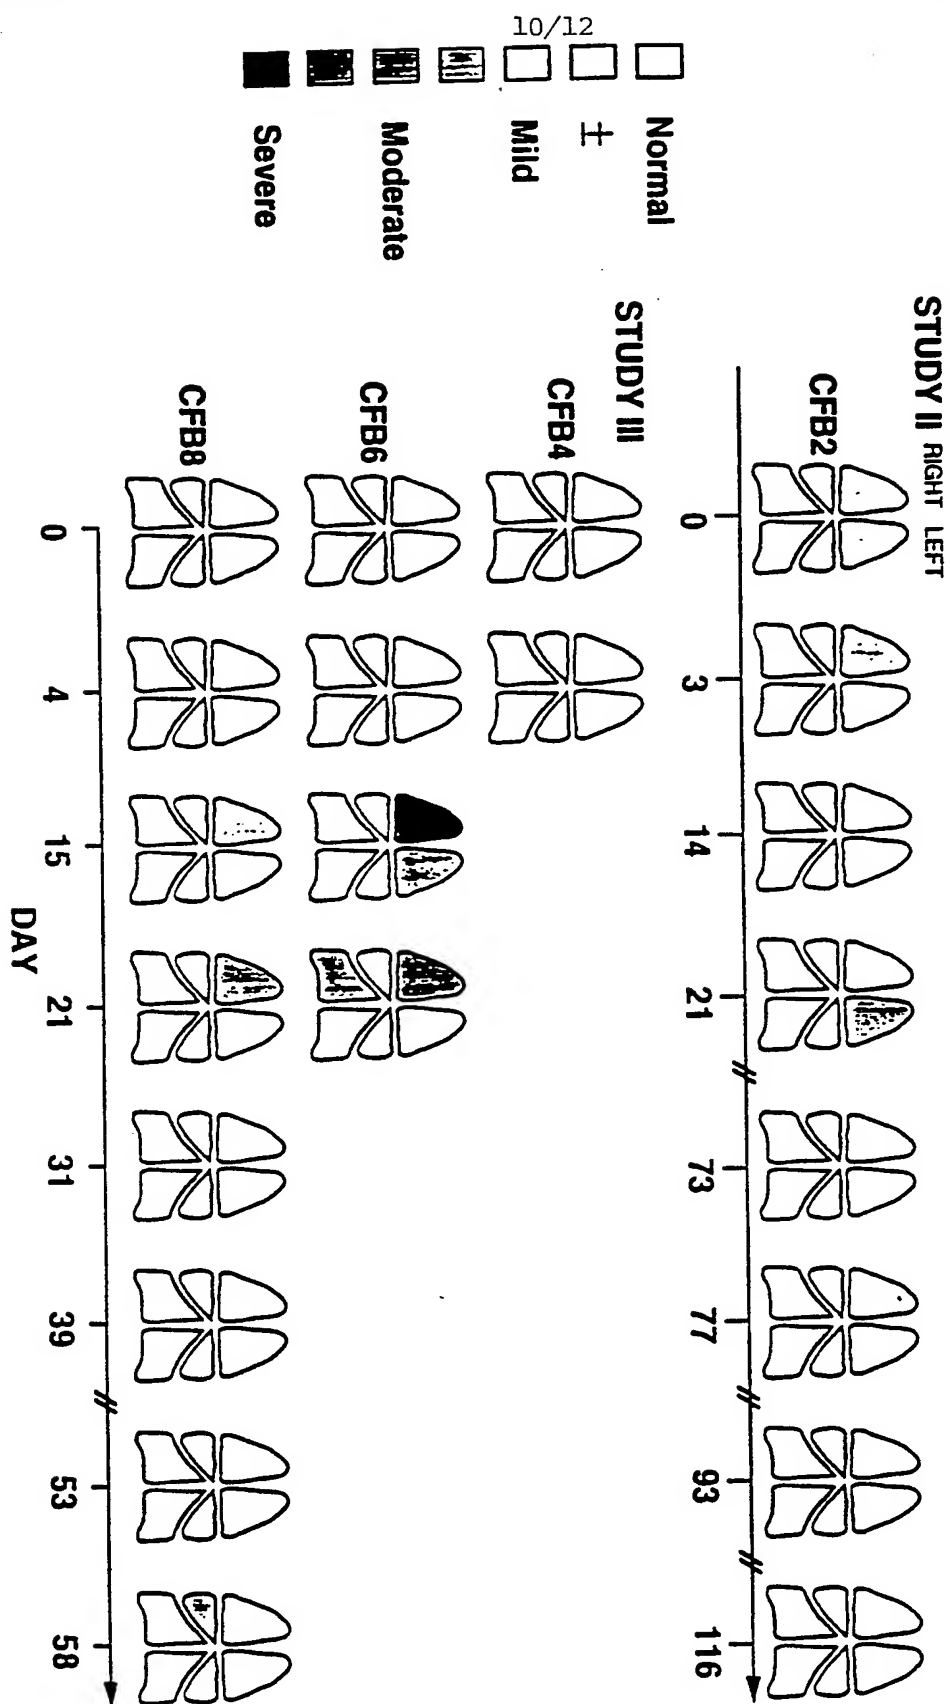 10/12
Normal
±
Mild
Moderate
Severe
STUDY II RIGHT LEFT
CFB2
0 3 14 21 73 77 93 116
STUDY III
CFB4
CFB6
CFB8
0 4 15 21 31 39 53 58
DAY